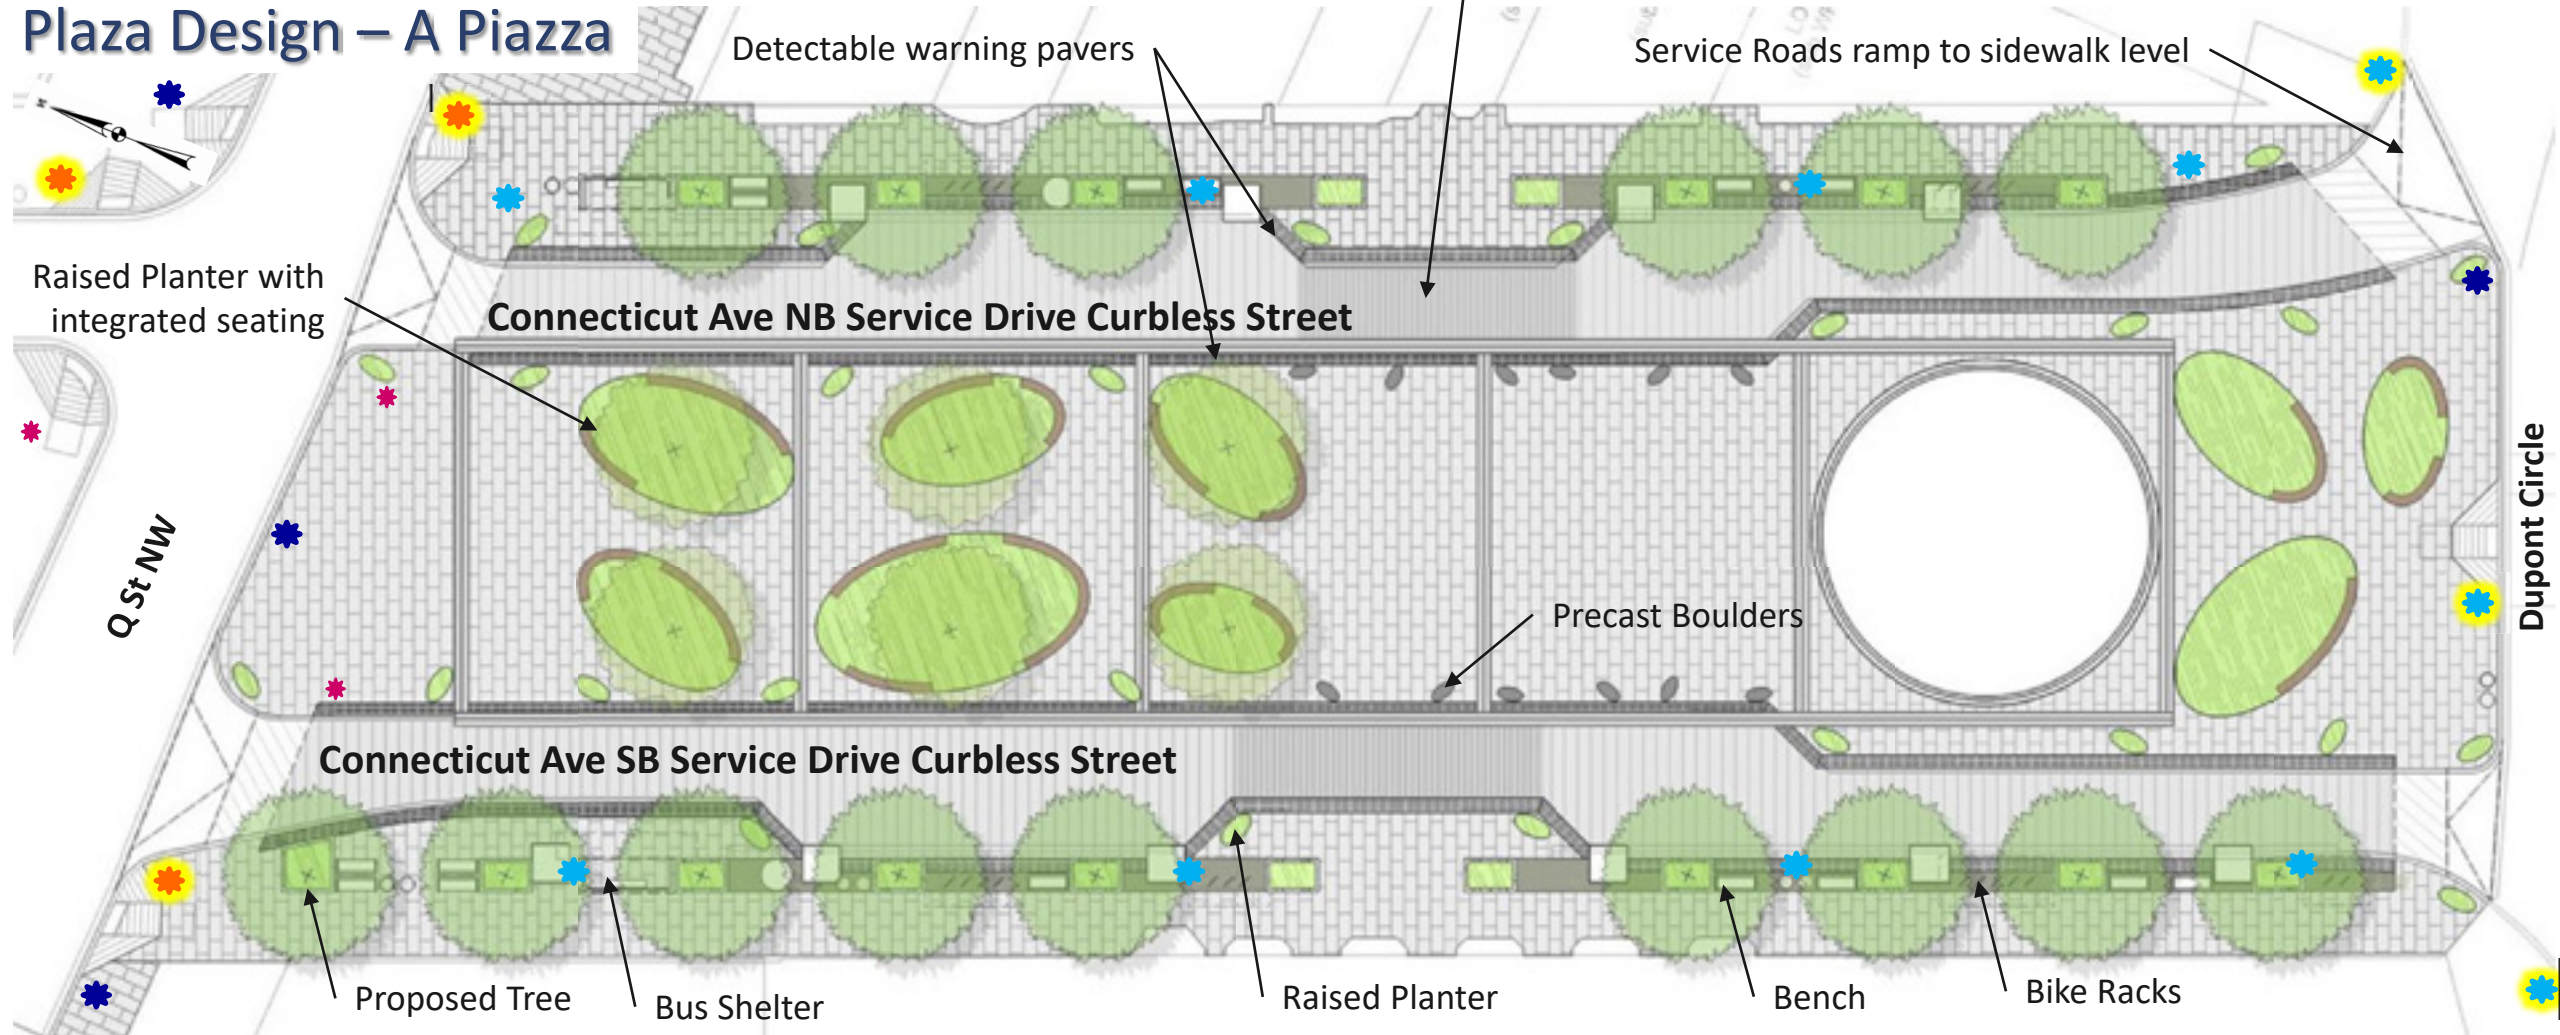 Plaza Design – A Piazza
Detectable warning pavers
Service Roads ramp to sidewalk level
Raised Planter with
integrated seating
Connecticut Ave NB Service Drive Curbless Street
Q St NW
Dupont Circle
Precast Boulders
Connecticut Ave SB Service Drive Curbless Street
Proposed Tree
Bus Shelter
Raised Planter
Bench
Bike Racks